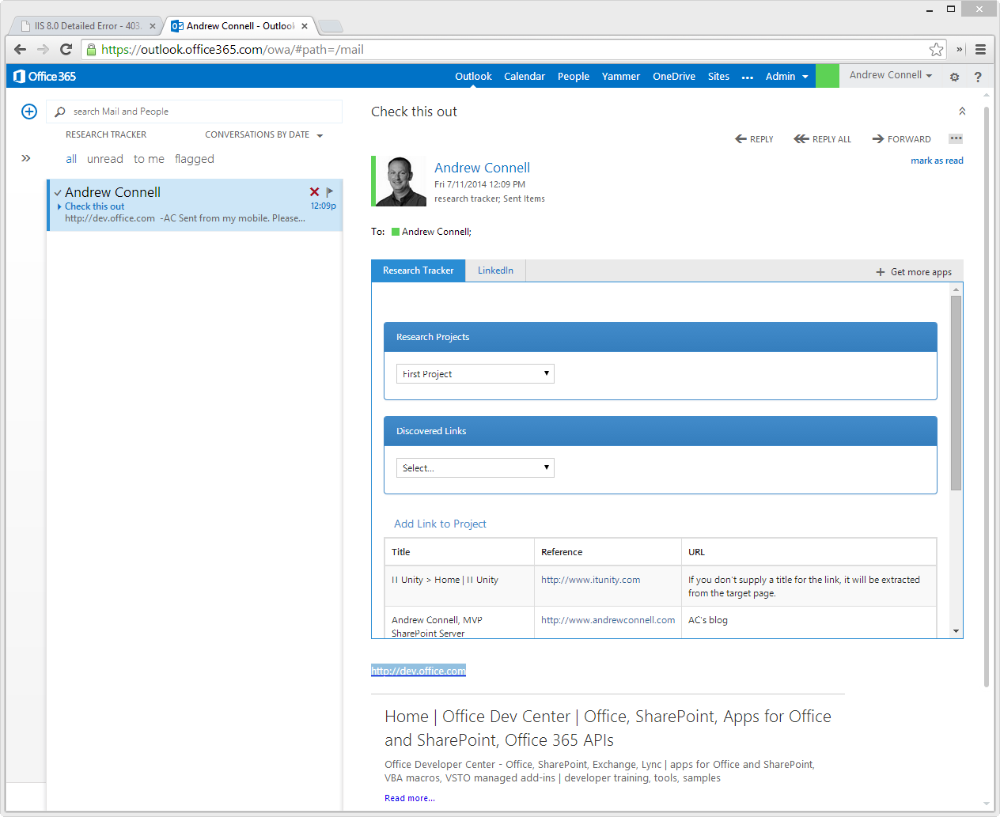 IIS 8.0 Detailed Error - 403.
Andrew Connell - Outlook
https://outlook.office365.com/owa/#path=/mail
Office 365
Outlook Calendar People Yammer OneDrive Sites ... Admin Andrew Connell ?
search Mail and People
RESEARCH TRACKER CONVERSATIONS BY DATE
all unread to me flagged
Andrew Connell
Check this out 12:09p
http://dev.office.com -AC Sent from my mobile. Please...
Check this out
REPLY REPLY ALL FORWARD ...
mark as read
Andrew Connell
Fri 7/11/2014 12:09 PM
research tracker; Sent Items
To: Andrew Connell;
Research Tracker LinkedIn + Get more apps
Research Projects
First Project
Discovered Links
Select...
Add Link to Project
Title Reference URL
IT Unity > Home | IT Unity http://www.itunity.com If you don't supply a title for the link, it will be extracted
from the target page.
Andrew Connell, MVP http://www.andrewconnell.com AC's blog
SharePoint Server
http://dev.office.com
Home | Office Dev Center | Office, SharePoint, Apps for Office
and SharePoint, Office 365 APIs
Office Developer Center - Office, SharePoint, Exchange, Lync | apps for Office and SharePoint,
VBA macros, VSTO managed add-ins | developer training, tools, samples
Read more...